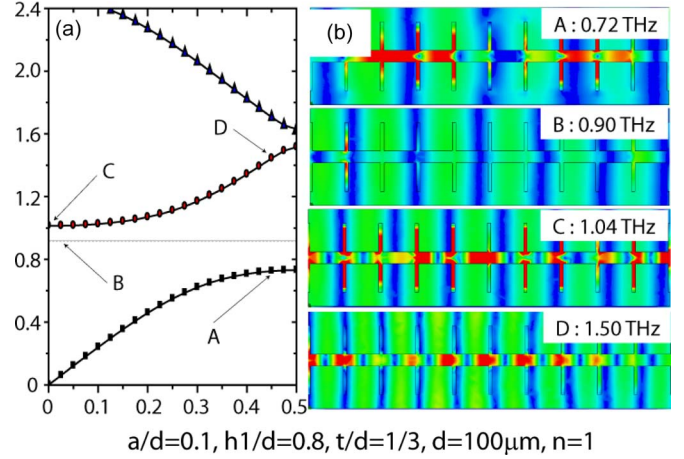 2.4
(a)
(b)
A : 0.72 THz
2.0
1.6
D
B : 0.90 THz
C
1.2
C : 1.04 THz
0.8
B
A
0.4
D : 1.50 THz
0
0 0.1 0.2 0.3 0.4 0.5
a/d=0.1, h1/d=0.8, t/d=1/3, d=100μm, n=1